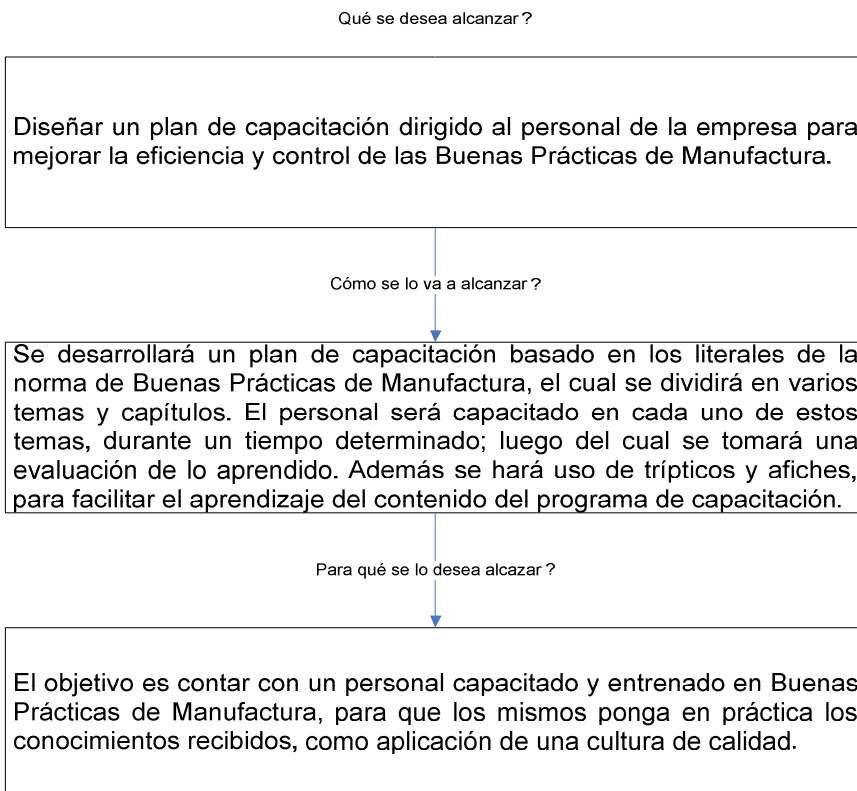 Qué se desea alcanzar ?
Diseñar un plan de capacitación dirigido al personal de la empresa para
mejorar la eficiencia y control de las Buenas Prácticas de Manufactura.
Cómo se lo va a alcanzar ?
Se desarrollará un plan de capacitación basado en los literales de la
norma de Buenas Prácticas de Manufactura, el cual se dividirá en varios
temas y capítulos. El personal será capacitado en cada uno de estos
temas, durante un tiempo determinado; luego del cual se tomará una
evaluación de lo aprendido. Además se hará uso de trípticos y afiches,
para facilitar el aprendizaje del contenido del programa de capacitación.
Para qué se lo desea alcazar ?
El objetivo es contar con un personal capacitado y entrenado en Buenas
Prácticas de Manufactura, para que los mismos ponga en práctica los
conocimientos recibidos, como aplicación de una cultura de calidad.